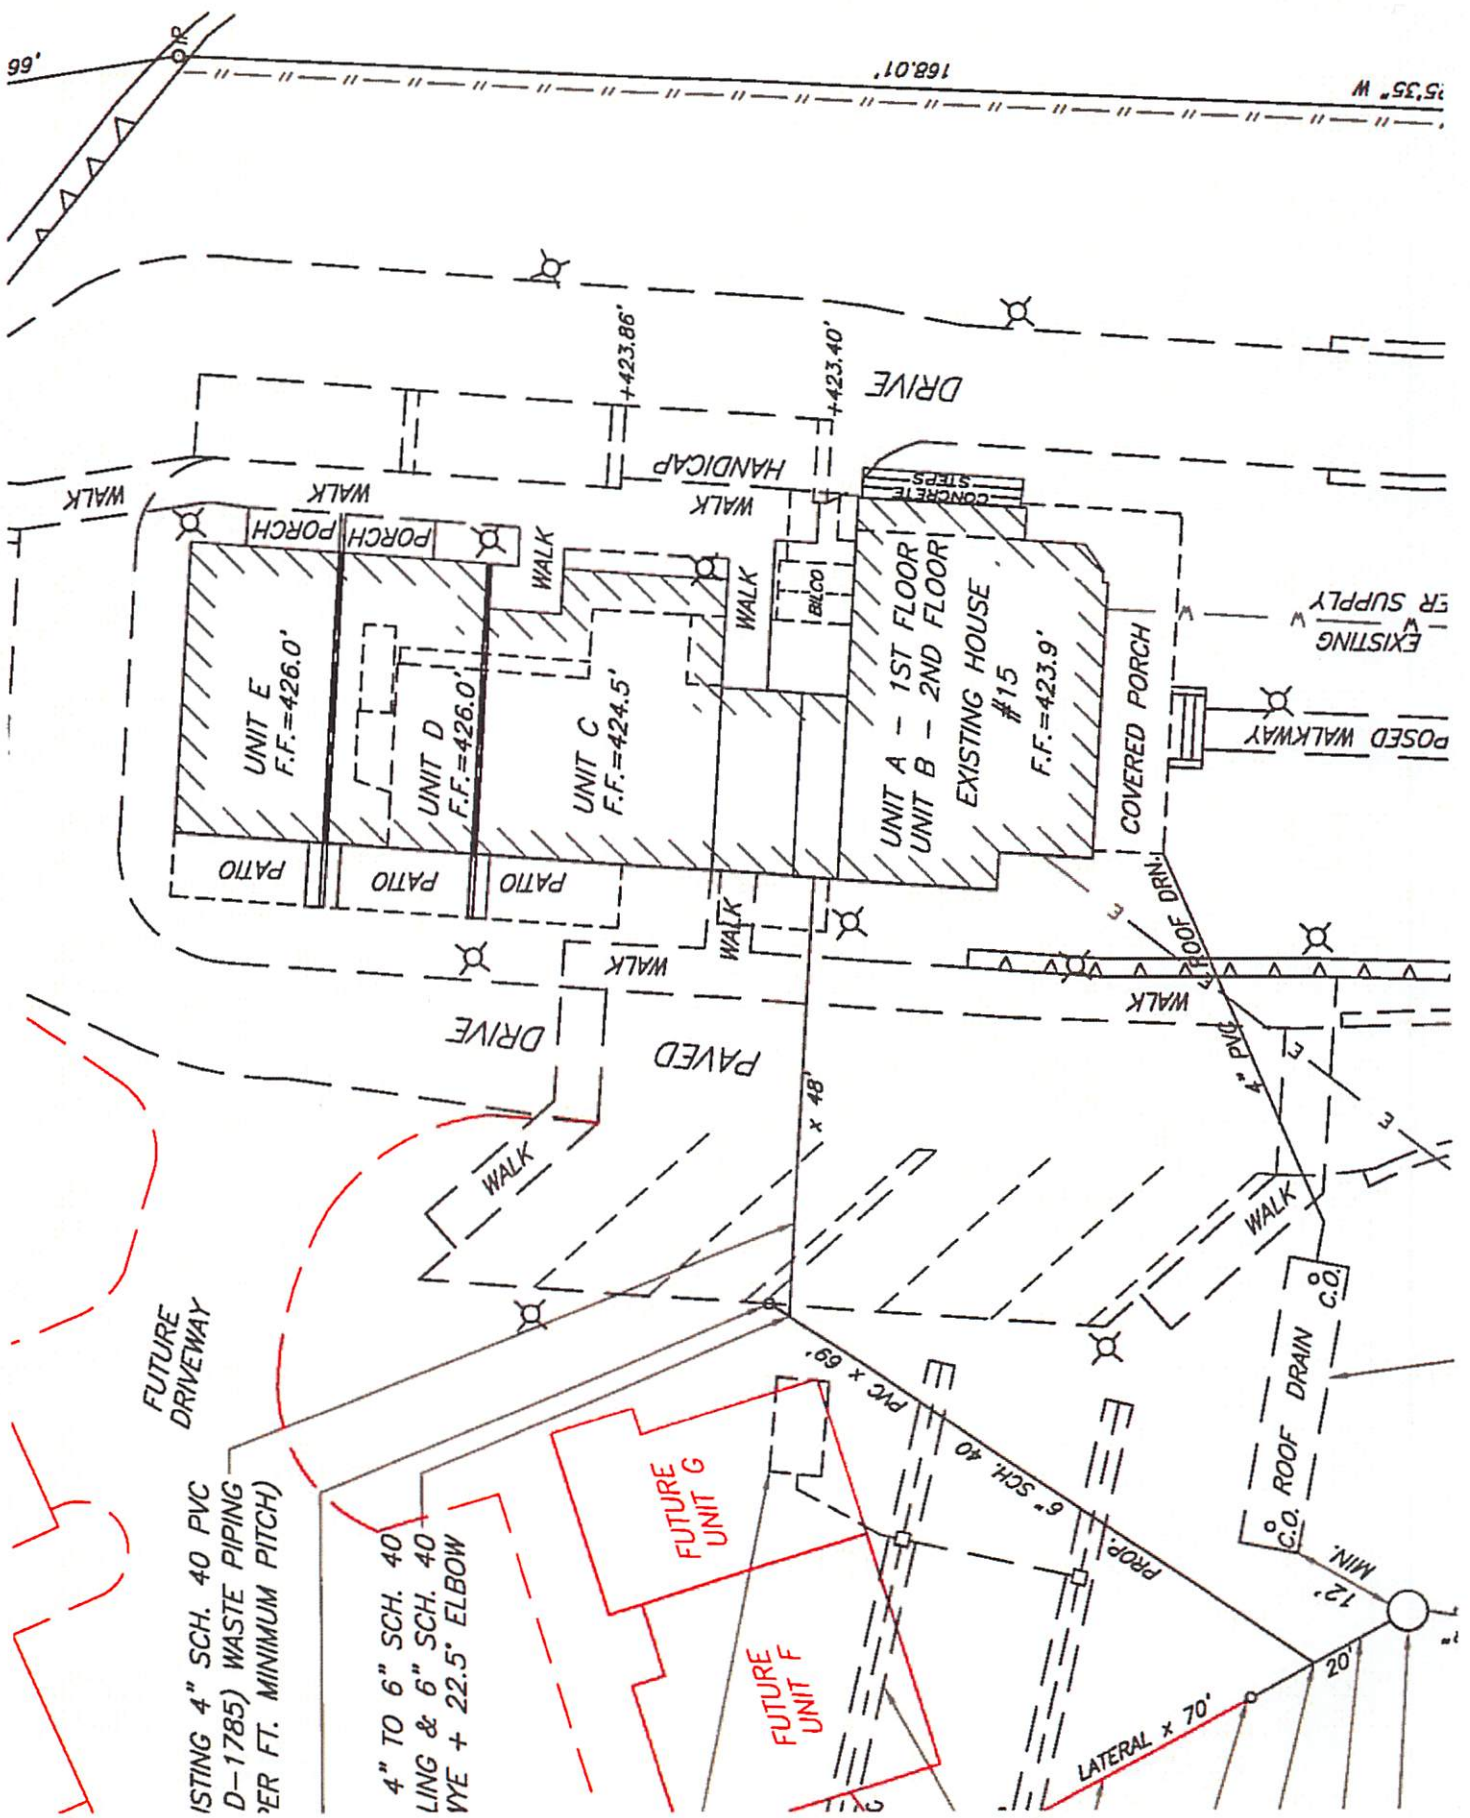 99'
IP
168.01'
25'35" W
+423.86'
+423.40'
DRIVE
HANDICAP
WALK
WALK
WALK
CONCRETE
STEPS
PORCH
PORCH
WALK
WALK
BILCO
UNIT E
F.F.=426.0'
UNIT D
F.F.=426.0'
UNIT C
F.F.=424.5'
UNIT A - 1ST FLOOR
UNIT B - 2ND FLOOR
EXISTING HOUSE
#15
F.F.=423.9'
COVERED PORCH
EXISTING
ER SUPPLY
W
W
W
POSED WALKWAY
PATIO
PATIO
PATIO
WALK
WALK
WALK
DRIVE
PAVED
x 48'
4" PVC
ROOF DRN.
E
E
E
E
WALK
WALK
FUTURE
DRIVEWAY
ISTING 4" SCH. 40 PVC
D-1785) WASTE PIPING
PER FT. MINIMUM PITCH)
4" TO 6" SCH. 40
LING & 6" SCH. 40
WYE + 22.5° ELBOW
FUTURE
UNIT G
FUTURE
UNIT F
PROP. 6" SCH. 40 PVC x 69'
C.O. ROOF DRAIN C.O.
12'
MIN.
20'
LATERAL x 70'